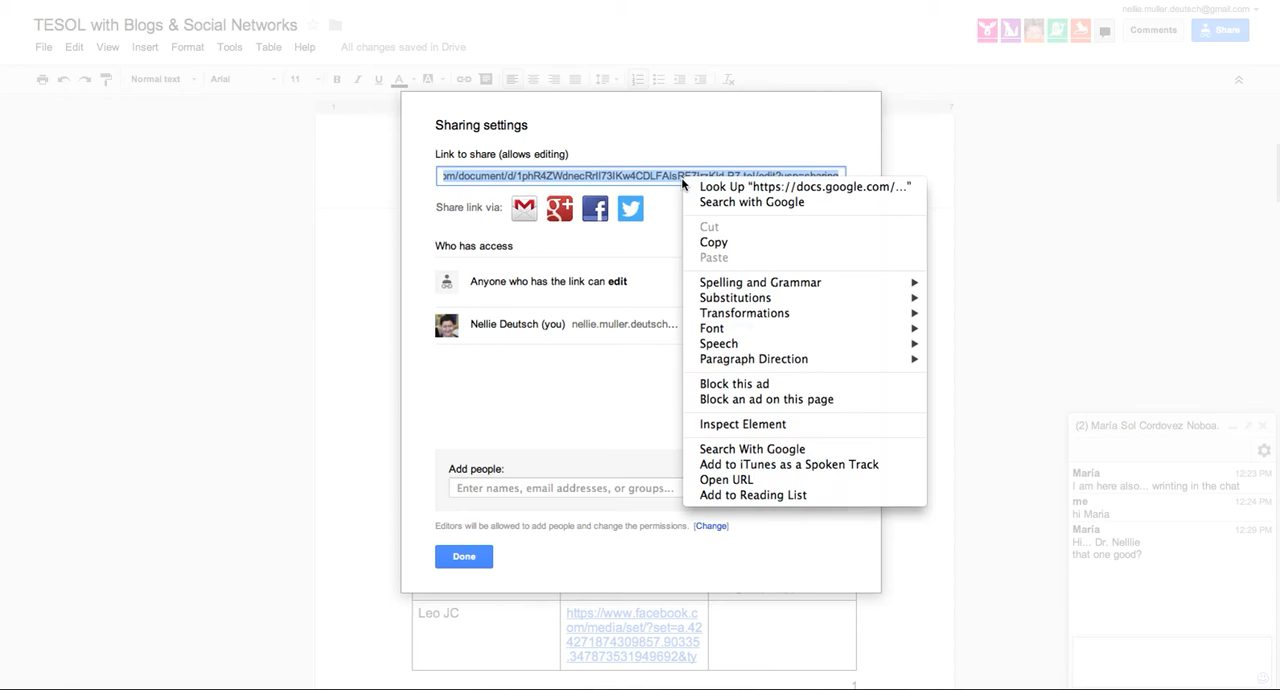 nellie.muller.deutsch@gmail.com
TESOL with Blogs & Social Networks
File Edit View Insert Format Tools Table Help All changes saved in Drive
Comments Share
Normal text Arial 11 B I U A A
1 7
Sharing settings
Link to share (allows editing)
Share link via:
Who has access
Anyone who has the link can edit
Nellie Deutsch (you) nellie.muller.deutsch...
Add people:
Enter names, email addresses, or groups...
Editors will be allowed to add people and change the permissions. [Change]
Done
Look Up "https://docs.google.com/..."
Search with Google
Cut
Copy
Paste
Spelling and Grammar
Substitutions
Transformations
Font
Speech
Paragraph Direction
Block this ad
Block an ad on this page
Inspect Element
Search With Google
Add to iTunes as a Spoken Track
Open URL
Add to Reading List
(2) María Sol Cordovez Noboa.
María 12:23 PM
I am here also... wrinting in the chat
me 12:24 PM
hi Maria
María 12:29 PM
Hi... Dr. Nelllie
that one good?
Leo JC
https://www.facebook.c
om/media/set/?set=a.42
4271874309857.90335
.347873531949692&ty
1